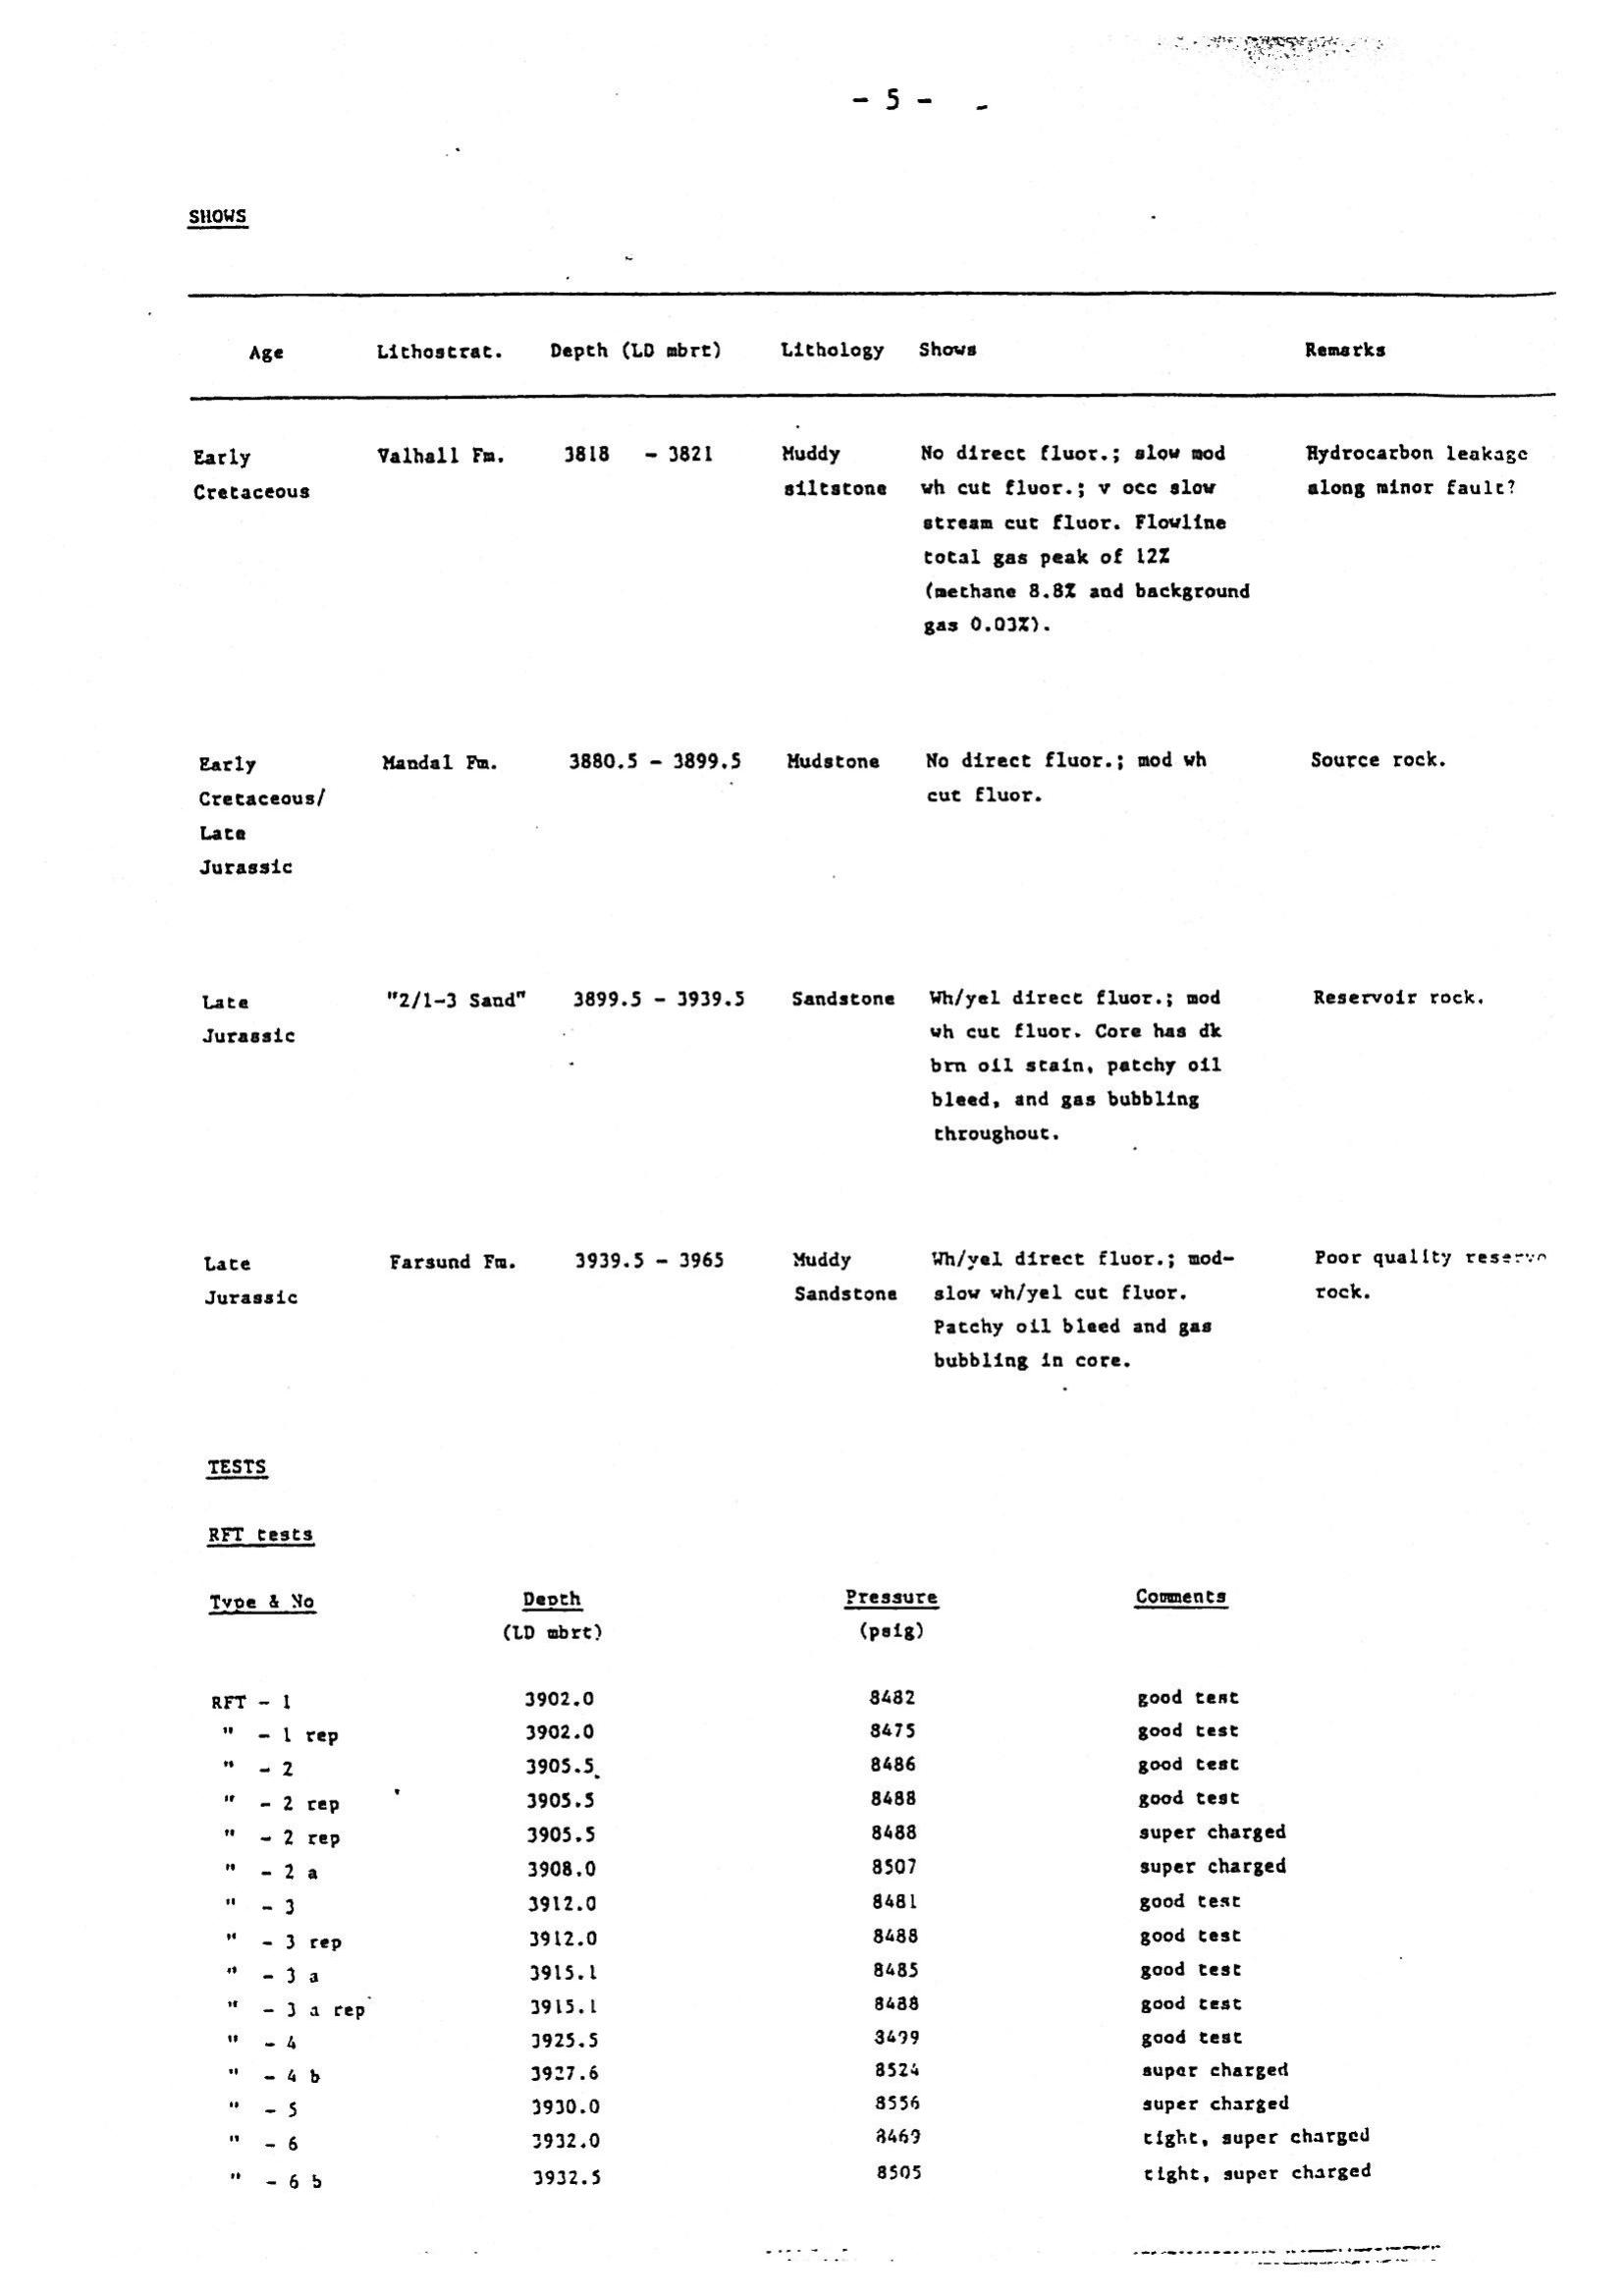 - 5 -
SHOWS
Age Lithostrat. Depth (LD mbrt) Lithology Shows Remarks
Early Valhall Fm. 3818 - 3821 Muddy No direct fluor.; slow mod Hydrocarbon leakage
Cretaceous siltstone wh cut fluor.; v occ slow along minor fault?
stream cut fluor. Flowline
total gas peak of 12%
(methane 8.8% and background
gas 0.03%).
Early Mandal Fm. 3880.5 - 3899.5 Mudstone No direct fluor.; mod wh Source rock.
Cretaceous/ cut fluor.
Late
Jurassic
Late "2/1-3 Sand" 3899.5 - 3939.5 Sandstone Wh/yel direct fluor.; mod Reservoir rock.
Jurassic wh cut fluor. Core has dk
brn oil stain, patchy oil
bleed, and gas bubbling
throughout.
Late Farsund Fm. 3939.5 - 3965 Muddy Wh/yel direct fluor.; mod- Poor quality reservo
Jurassic Sandstone slow wh/yel cut fluor. rock.
Patchy oil bleed and gas
bubbling in core.
TESTS
RFT tests
Type & No Depth Pressure Comments
(LD mbrt) (psig)
RFT - 1 3902.0 8482 good test
" - 1 rep 3902.0 8475 good test
" - 2 3905.5 8486 good test
" - 2 rep 3905.5 8488 good test
" - 2 rep 3905.5 8488 super charged
" - 2 a 3908.0 8507 super charged
" - 3 3912.0 8481 good test
" - 3 rep 3912.0 8488 good test
" - 3 a 3915.1 8485 good test
" - 3 a rep 3915.1 8488 good test
" - 4 3925.5 8499 good test
" - 4 b 3927.6 8524 super charged
" - 5 3930.0 8556 super charged
" - 6 3932.0 8469 tight, super charged
" - 6 b 3932.5 8505 tight, super charged